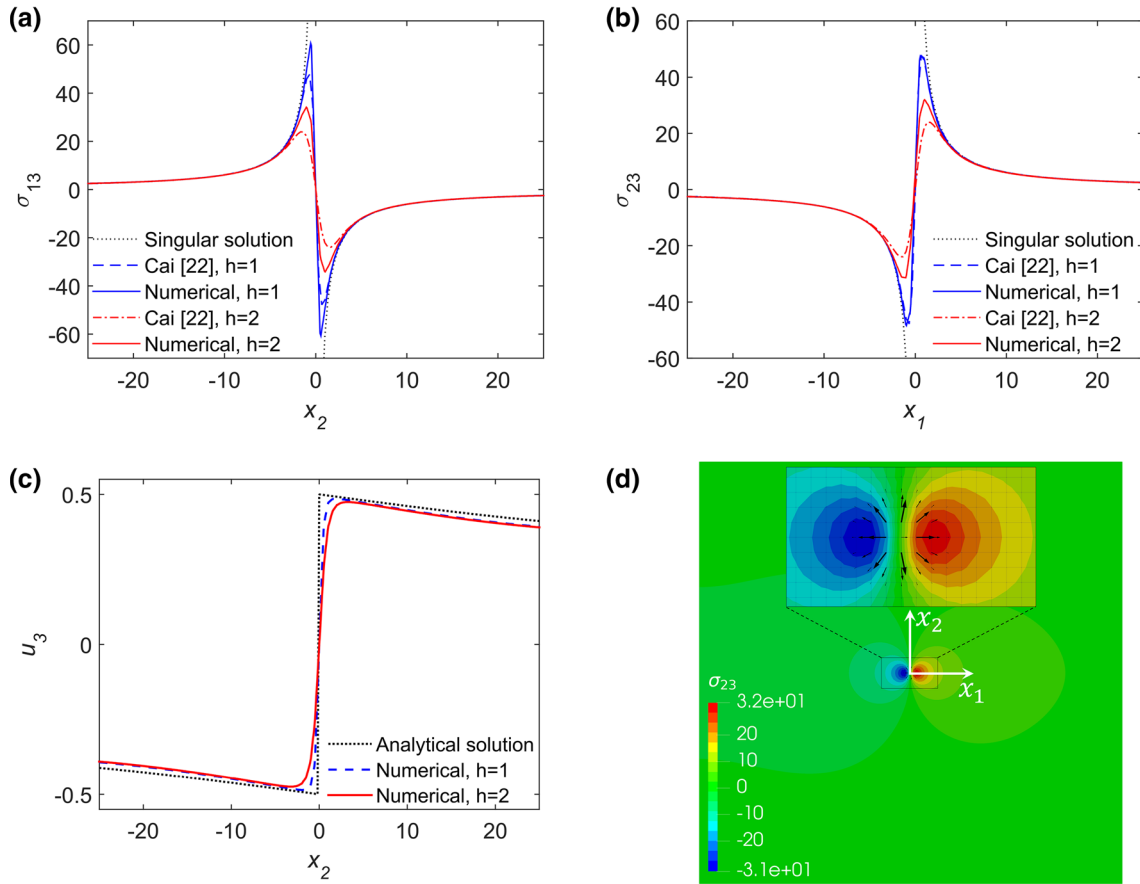 (a)
60
40
20
0
-20
-40
-60
σ13
Singular solution
Cai [22], h=1
Numerical, h=1
Cai [22], h=2
Numerical, h=2
-20 -10 0 10 20
x2
(b)
60
40
20
0
-20
-40
-60
σ23
Singular solution
Cai [22], h=1
Numerical, h=1
Cai [22], h=2
Numerical, h=2
-20 -10 0 10 20
x1
(c)
0.5
0
-0.5
u3
Analytical solution
Numerical, h=1
Numerical, h=2
-20 -10 0 10 20
x2
(d)
x2
x1
σ23
3.2e+01
20
10
0
-10
-20
-3.1e+01